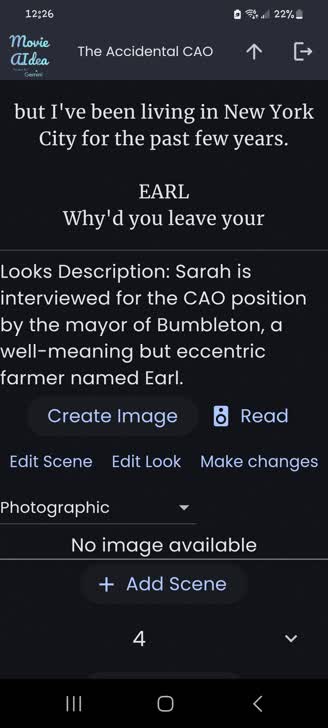 12:26
22%
Movie
AIdea
Gemini
The Accidental CAO
but I've been living in New York
City for the past few years.
EARL
Why'd you leave your
Looks Description: Sarah is
interviewed for the CAO position
by the mayor of Bumbleton, a
well-meaning but eccentric
farmer named Earl.
Create Image
Read
Edit Scene
Edit Look
Make changes
Photographic
No image available
+ Add Scene
4